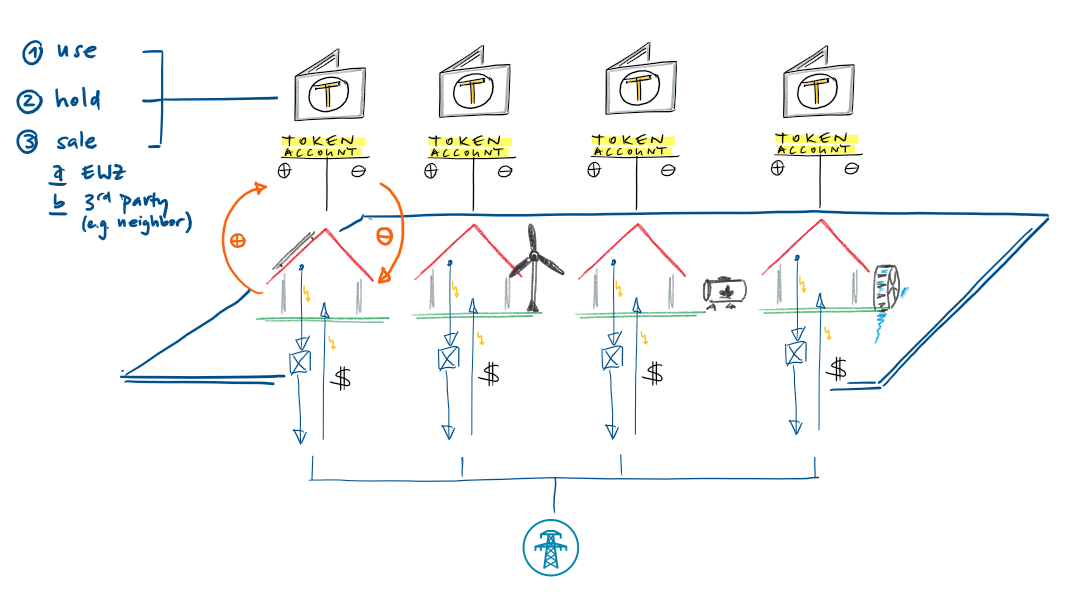 ① use
② hold
③ sale
a EWZ
b 3rd party
(e.g. neighbor)
T
TOKEN
ACCOUNT
⊕ ⊖
T
TOKEN
ACCOUNT
⊕ ⊖
T
TOKEN
ACCOUNT
⊕ ⊖
T
TOKEN
ACCOUNT
⊕ ⊖
⊕ ⊖
$
$
$
$